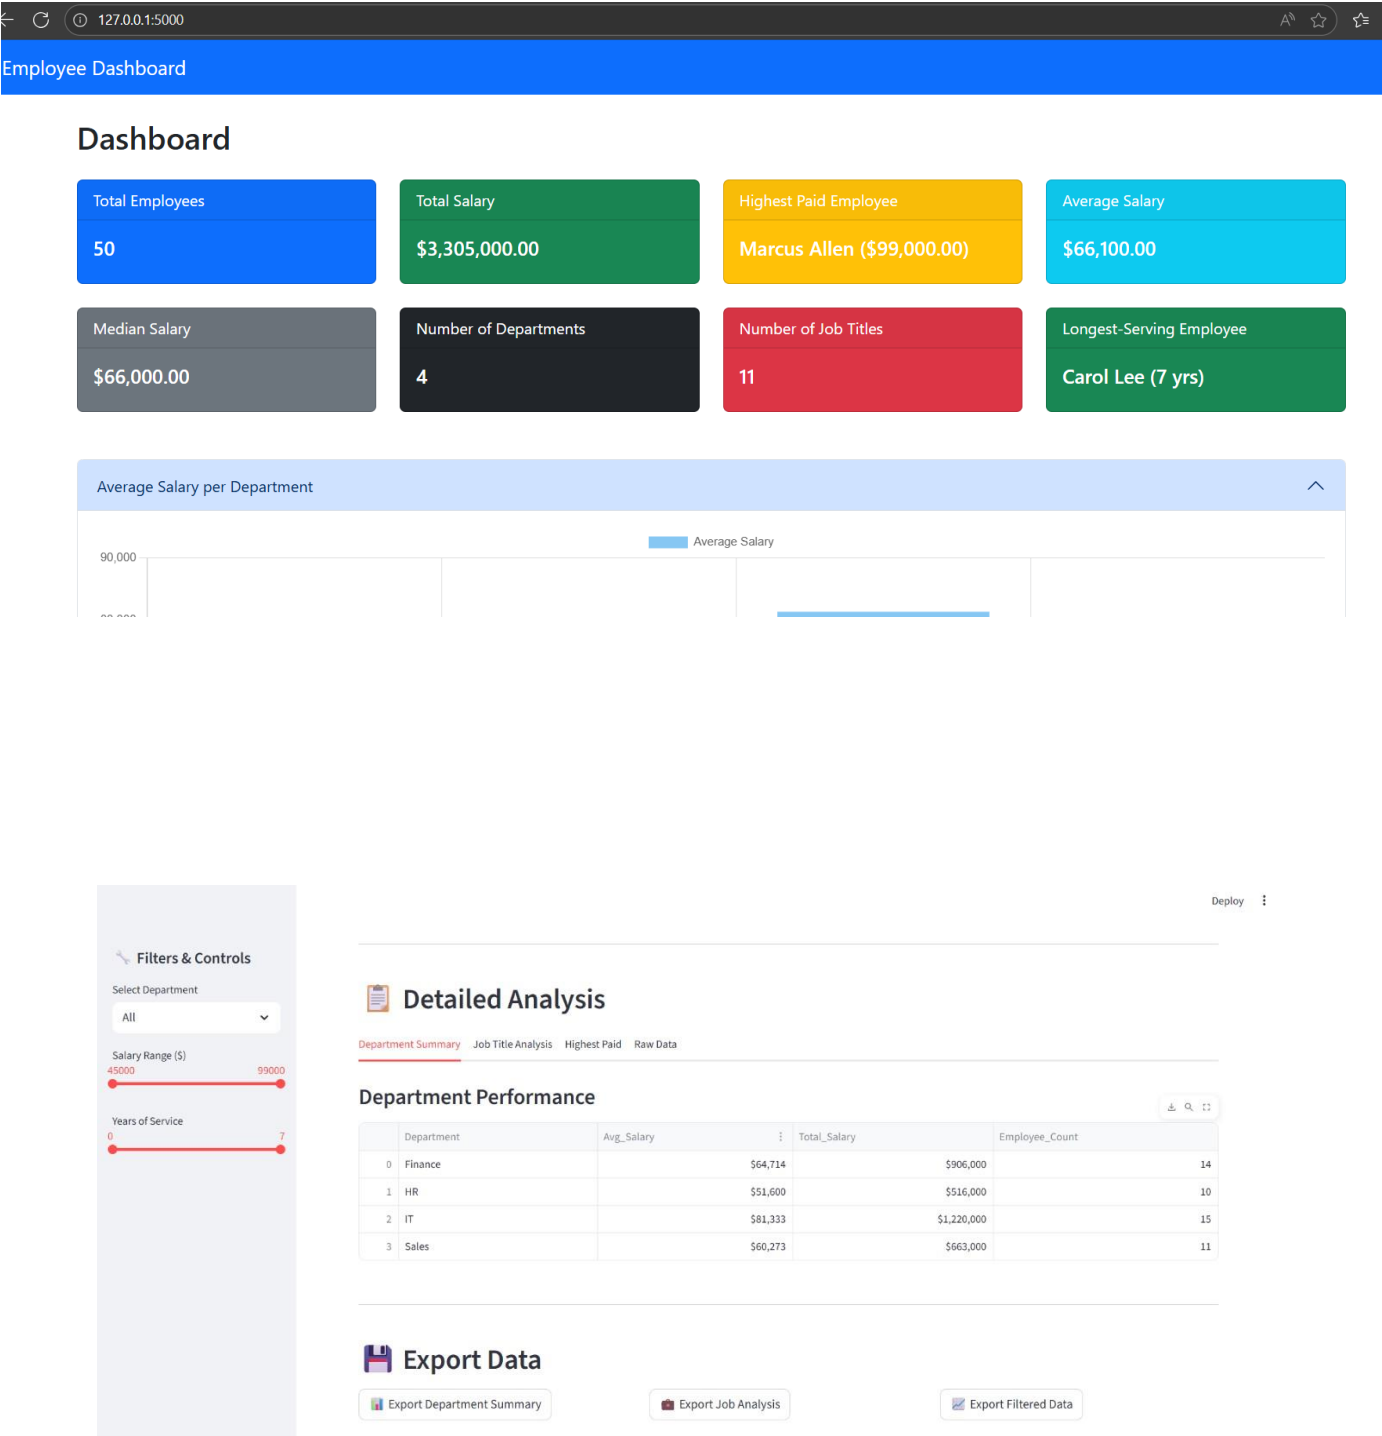 127.0.0.1:5000
Employee Dashboard
Dashboard
Total Employees
50
Total Salary
$3,305,000.00
Highest Paid Employee
Marcus Allen ($99,000.00)
Average Salary
$66,100.00
Median Salary
$66,000.00
Number of Departments
4
Number of Job Titles
11
Longest-Serving Employee
Carol Lee (7 yrs)
Average Salary per Department
Average Salary
90,000
Deploy
Filters & Controls
Select Department
All
Salary Range ($)
45000 99000
Years of Service
0 7
Detailed Analysis
Department Summary Job Title Analysis Highest Paid Raw Data
Department Performance
Department Avg_Salary Total_Salary Employee_Count
0 Finance $64,714 $906,000 14
1 HR $51,600 $516,000 10
2 IT $81,333 $1,220,000 15
3 Sales $60,273 $663,000 11
Export Data
Export Department Summary Export Job Analysis Export Filtered Data